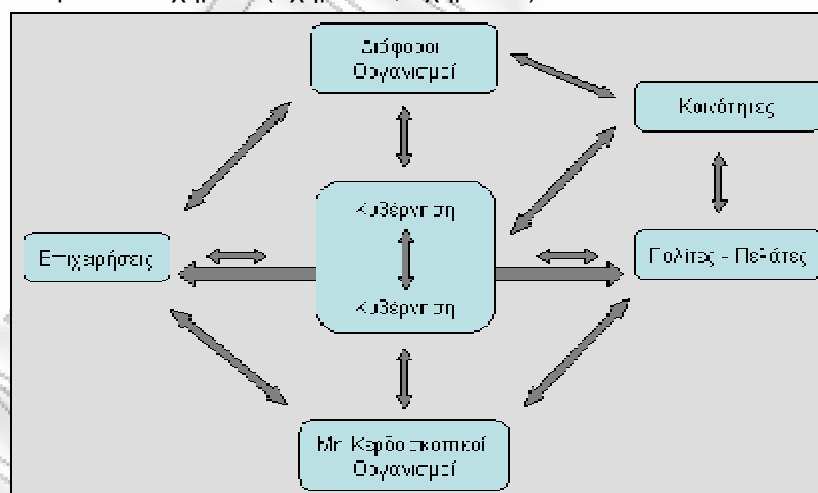 Διάφοροι
Οργανισμοί
Κοινότητες
Κυβέρνηση
Επιχειρήσεις
Πολίτες - Πελάτες
Κυβέρνηση
Μη Κερδοσκοπικοί
Οργανισμοί